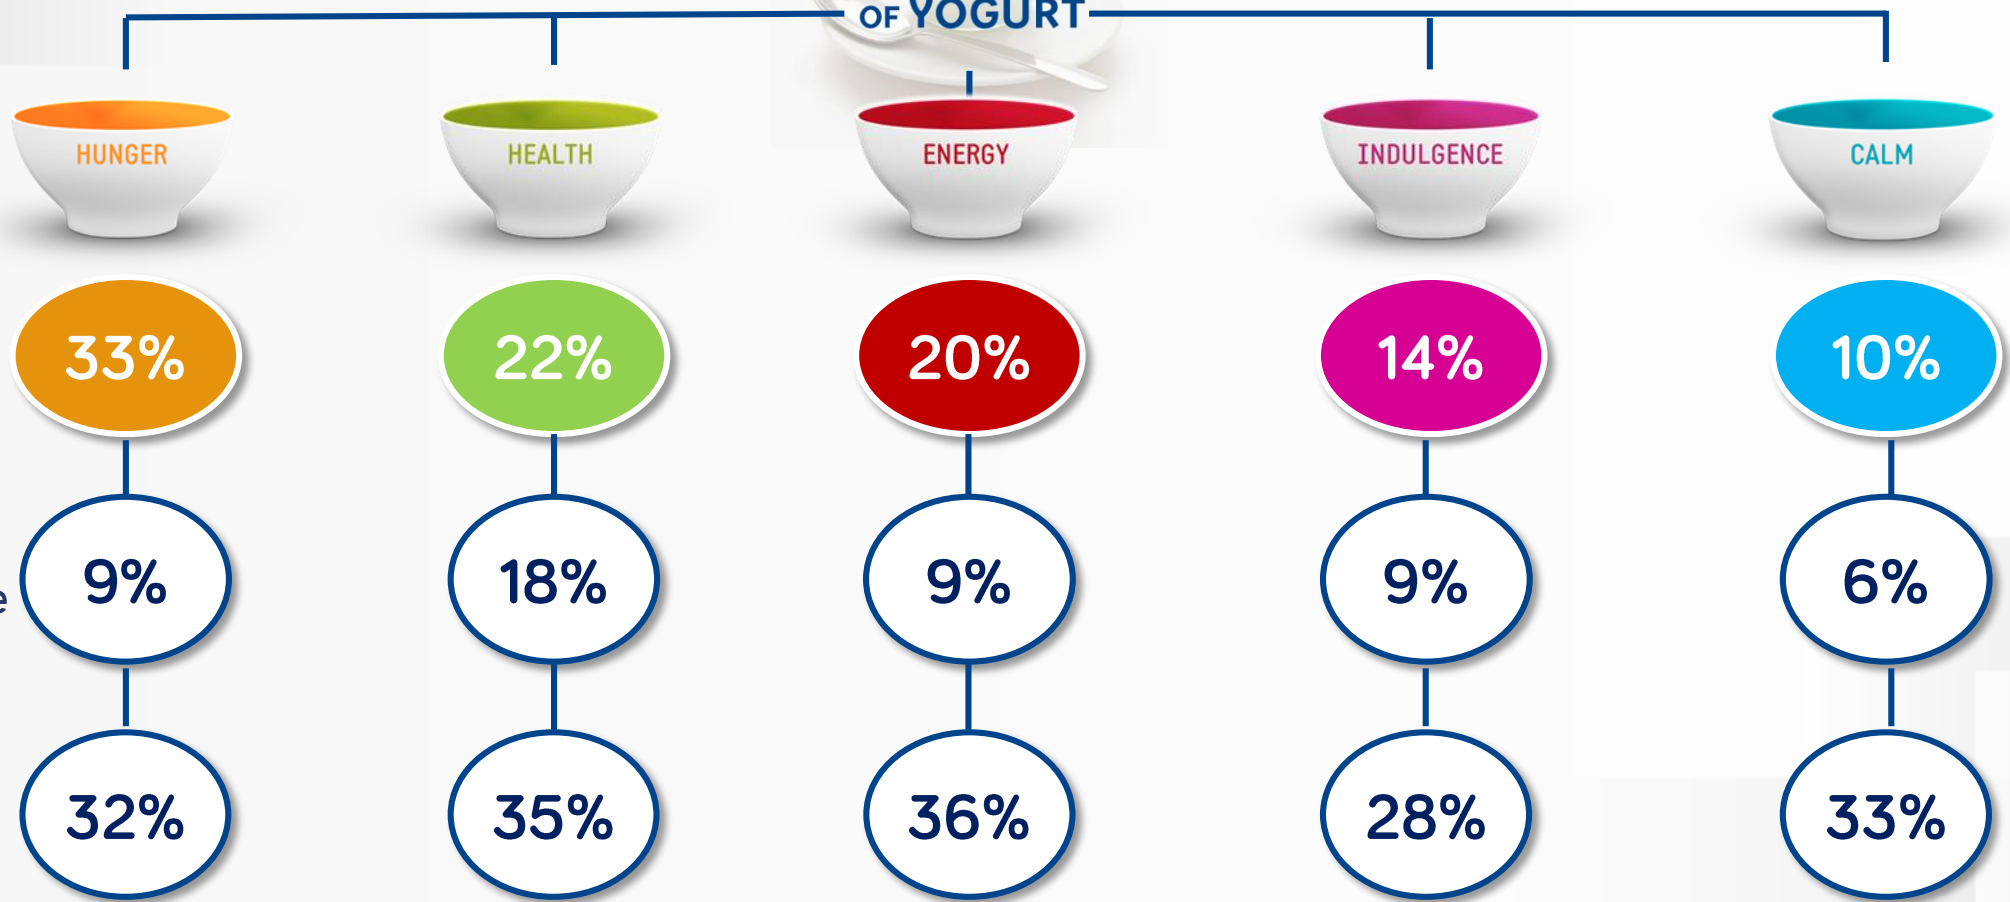 OF YOGURT
HUNGER HEALTH ENERGY INDULGENCE CALM
33% 22% 20% 14% 10%
9% 18% 9% 9% 6%
32% 35% 36% 28% 33%